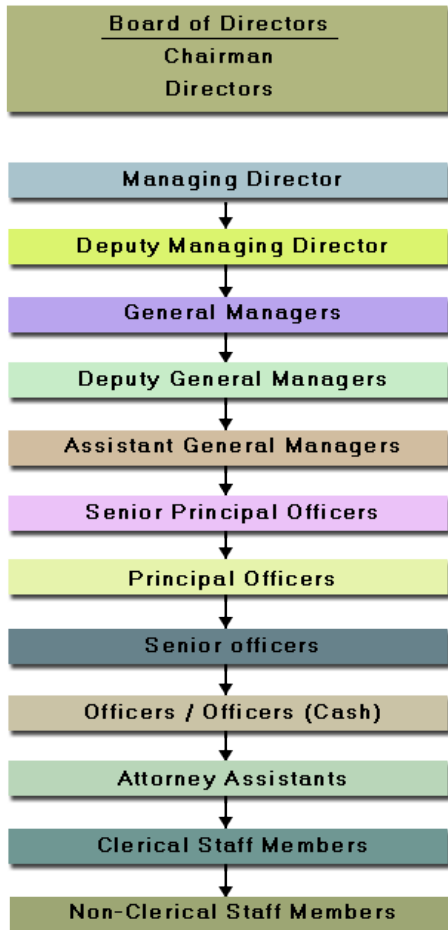 Board of Directors
Chairman
Directors
Managing Director
Deputy Managing Director
General Managers
Deputy General Managers
Assistant General Managers
Senior Principal Officers
Principal Officers
Senior officers
Officers / Officers (Cash)
Attorney Assistants
Clerical Staff Members
Non-Clerical Staff Members